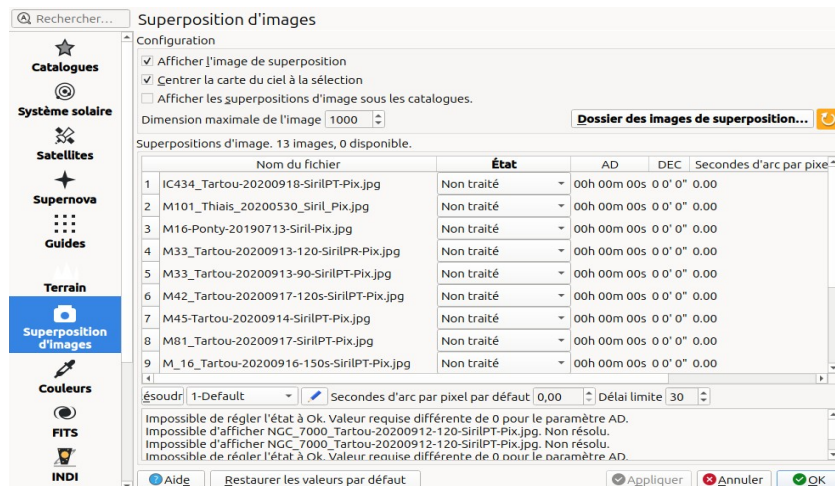 Rechercher...
Superposition d'images
Configuration
Afficher l'image de superposition
Centrer la carte du ciel à la sélection
Afficher les superpositions d'image sous les catalogues.
Dimension maximale de l'image 1000
Dossier des images de superposition...
Superpositions d'image. 13 images, 0 disponible.
Nom du fichier État AD DEC Secondes d'arc par pixe
1 IC434_Tartou-20200918-SirilPT-Pix.jpg Non traité 00h 00m 00s 0 0' 0" 0.00
2 M101_Thiais_20200530_Siril_Pix.jpg Non traité 00h 00m 00s 0 0' 0" 0.00
3 M16-Ponty-20190713-Siril-Pix.jpg Non traité 00h 00m 00s 0 0' 0" 0.00
4 M33_Tartou-20200913-120-SirilPR-Pix.jpg Non traité 00h 00m 00s 0 0' 0" 0.00
5 M33_Tartou-20200913-90-SirilPT-Pix.jpg Non traité 00h 00m 00s 0 0' 0" 0.00
6 M42_Tartou-20200917-120s-SirilPT-Pix.jpg Non traité 00h 00m 00s 0 0' 0" 0.00
7 M45-Tartou-20200914-SirilPT-Pix.jpg Non traité 00h 00m 00s 0 0' 0" 0.00
8 M81_Tartou-20200917-SirilPT-Pix.jpg Non traité 00h 00m 00s 0 0' 0" 0.00
9 M_16_Tartou-20200916-150s-SirilPT-Pix.jpg Non traité 00h 00m 00s 0 0' 0" 0.00
ésoudr 1-Default Secondes d'arc par pixel par défaut 0,00 Délai limite 30
Impossible de régler l'état à Ok. Valeur requise différente de 0 pour le paramètre AD.
Impossible d'afficher NGC_7000_Tartou-20200912-120-SirilPT-Pix.jpg. Non résolu.
Impossible de régler l'état à Ok. Valeur requise différente de 0 pour le paramètre AD.
Aide Restaurer les valeurs par défaut Appliquer Annuler OK
Catalogues
Système solaire
Satellites
Supernova
Guides
Terrain
Superposition
d'images
Couleurs
FITS
INDI